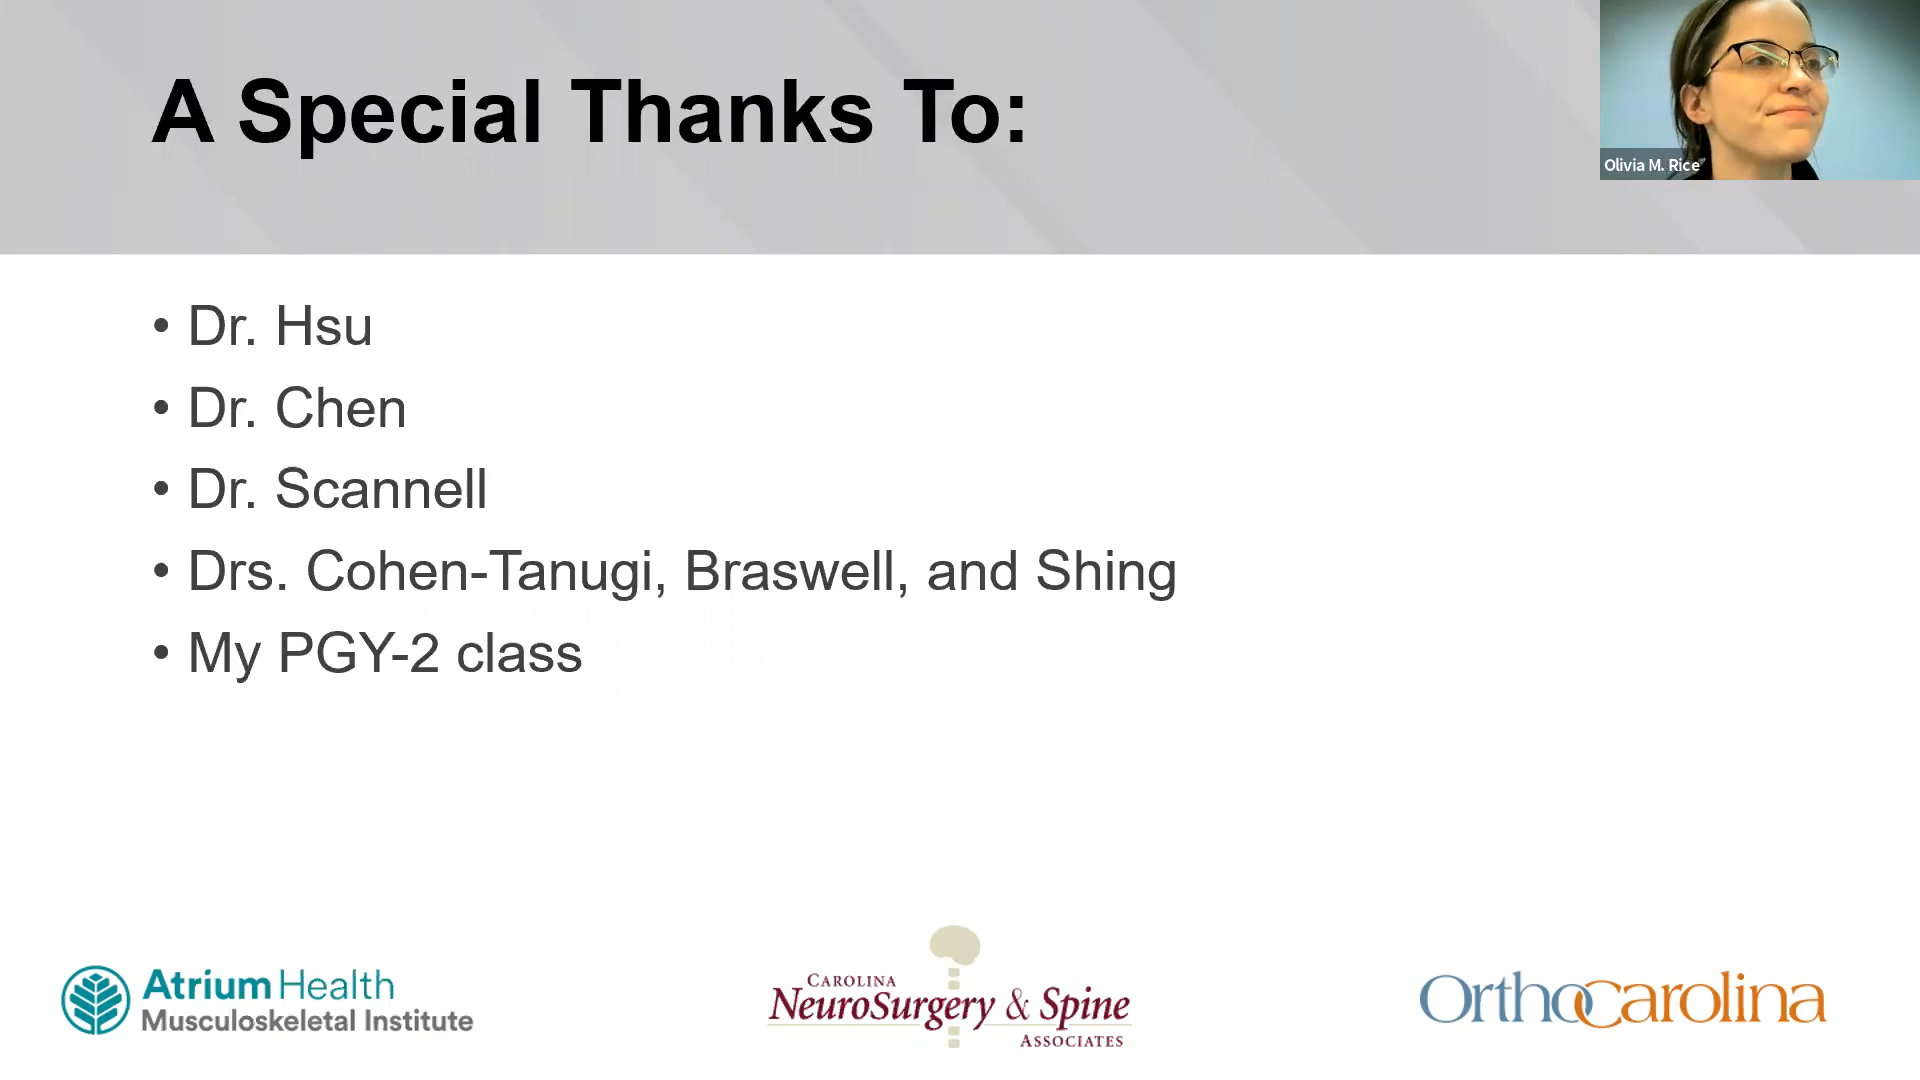 A Special Thanks To:
Olivia M. Rice
• Dr. Hsu
• Dr. Chen
• Dr. Scannell
• Drs. Cohen-Tanugi, Braswell, and Shing
• My PGY-2 class
Atrium Health
Musculoskeletal Institute
CAROLINA
NEUROSURGERY & SPINE
ASSOCIATES
OrthoCarolina